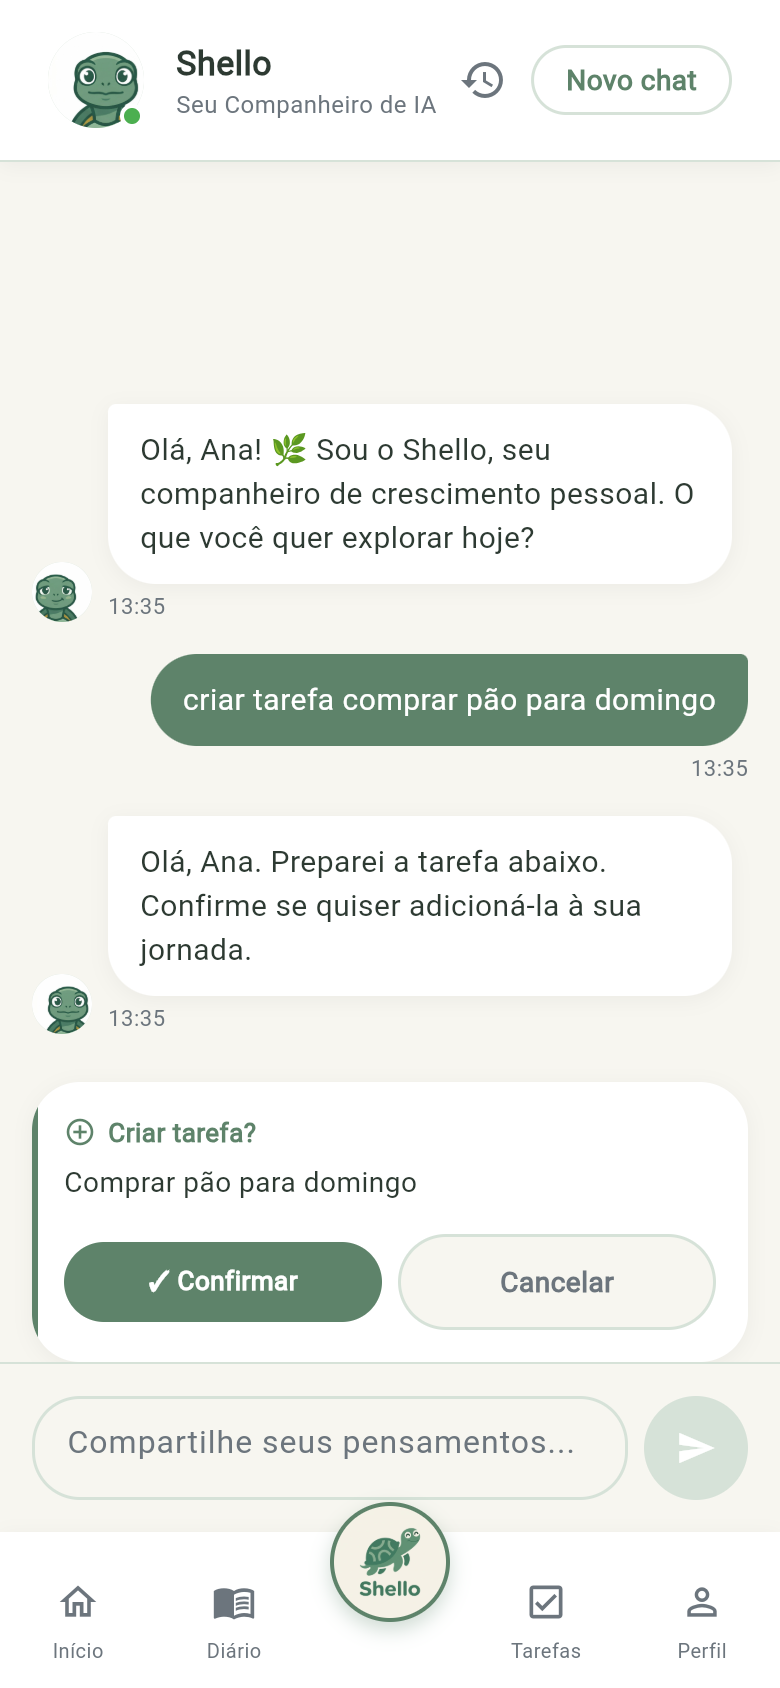 Shello
Seu Companheiro de IA
Novo chat
Olá, Ana! 🌿 Sou o Shello, seu
companheiro de crescimento pessoal. O
que você quer explorar hoje?
13:35
criar tarefa comprar pão para domingo
13:35
Olá, Ana. Preparei a tarefa abaixo.
Confirme se quiser adicioná-la à sua
jornada.
13:35
Criar tarefa?
Comprar pão para domingo
✓ Confirmar
Cancelar
Compartilhe seus pensamentos...
Shello
Início
Diário
Tarefas
Perfil